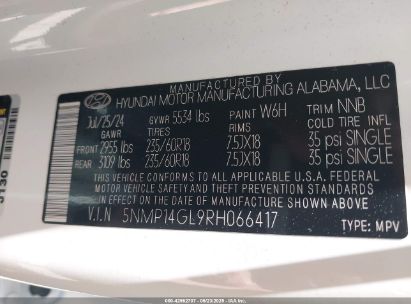 MANUFACTURED BY
HYUNDAI MOTOR MANUFACTURING ALABAMA, LLC
Jul/25/24 GVWR 5534 lbs PAINT W6H TRIM NNB
GAWR TIRES RIMS COLD TIRE INFL
FRONT 2955 lbs 235/60R18 7.5JX18 35 psi SINGLE
REAR 3109 lbs 235/60R18 7.5JX18 35 psi SINGLE
THIS VEHICLE CONFORMS TO ALL APPLICABLE U.S.A. FEDERAL
MOTOR VEHICLE SAFETY AND THEFT PREVENTION STANDARDS
IN EFFECT ON THE DATE OF MANUFACTURE SHOWN ABOVE.
V.I.N 5NMP14GL9RH066417 TYPE: MPV